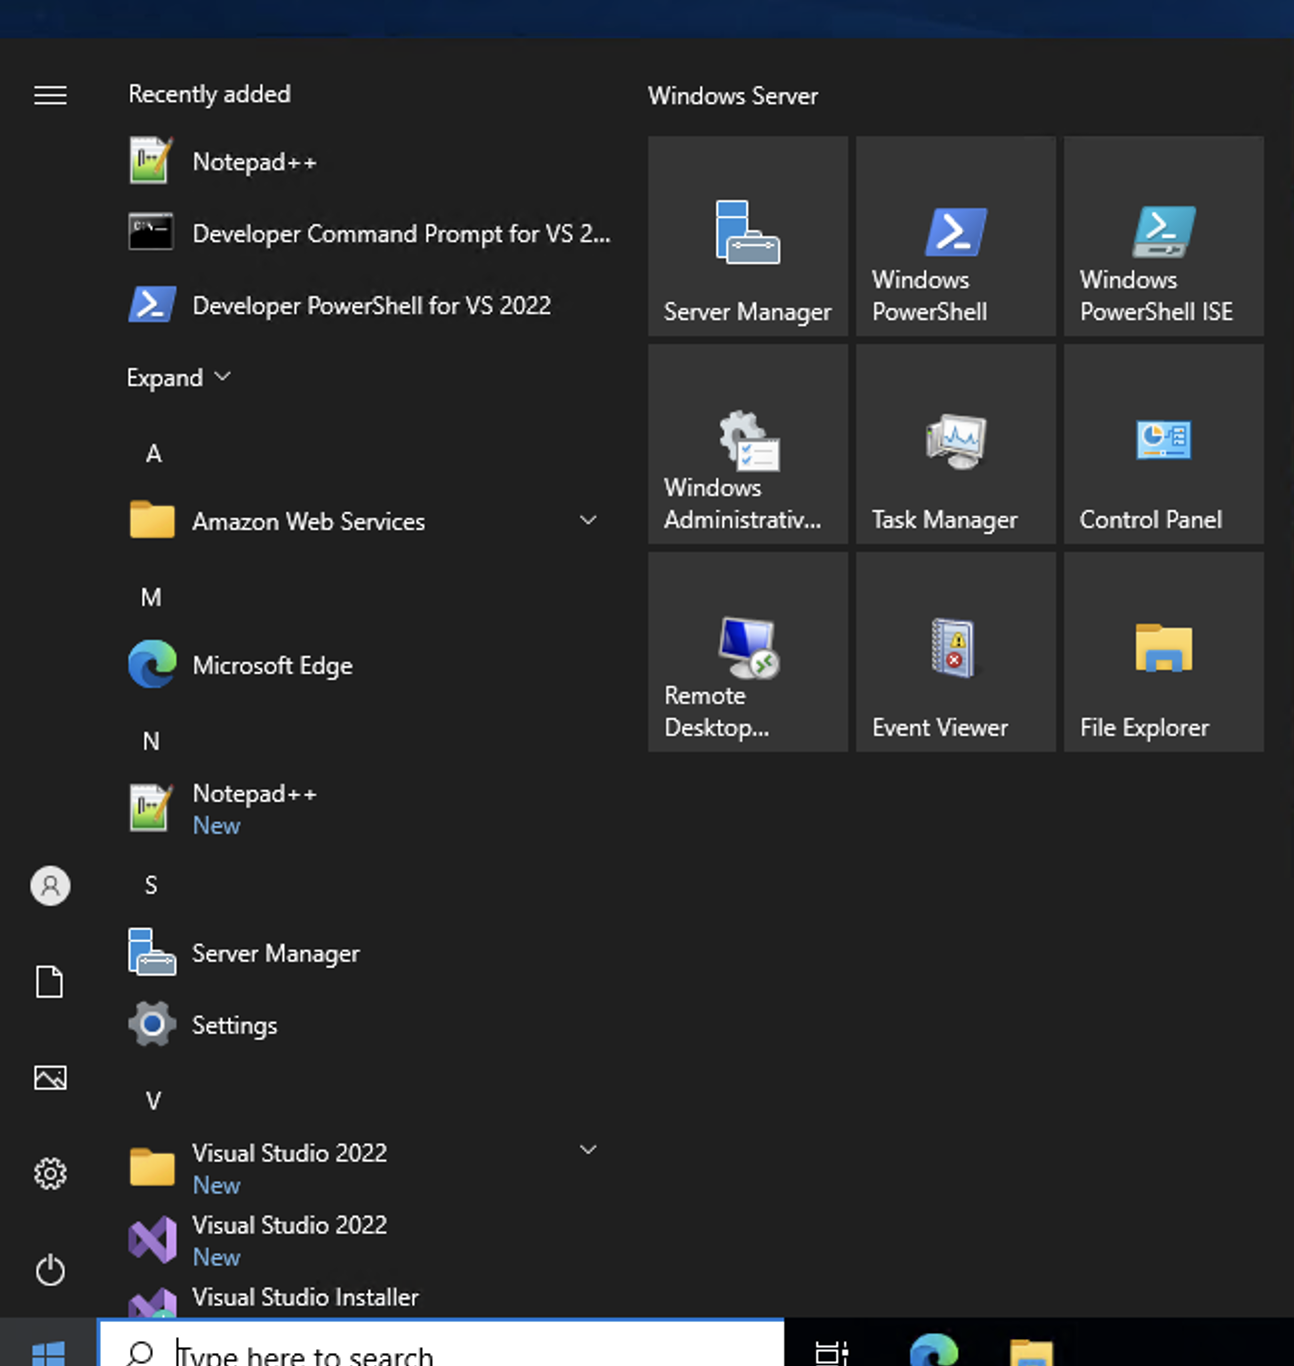 Recently added
Notepad++
Developer Command Prompt for VS 2...
Developer PowerShell for VS 2022
Expand
A
Amazon Web Services
M
Microsoft Edge
N
Notepad++
New
S
Server Manager
Settings
V
Visual Studio 2022
New
Visual Studio 2022
New
Visual Studio Installer
Windows Server
Server Manager
Windows
PowerShell
Windows
PowerShell ISE
Windows
Administrativ...
Task Manager
Control Panel
Remote
Desktop...
Event Viewer
File Explorer
Type here to search